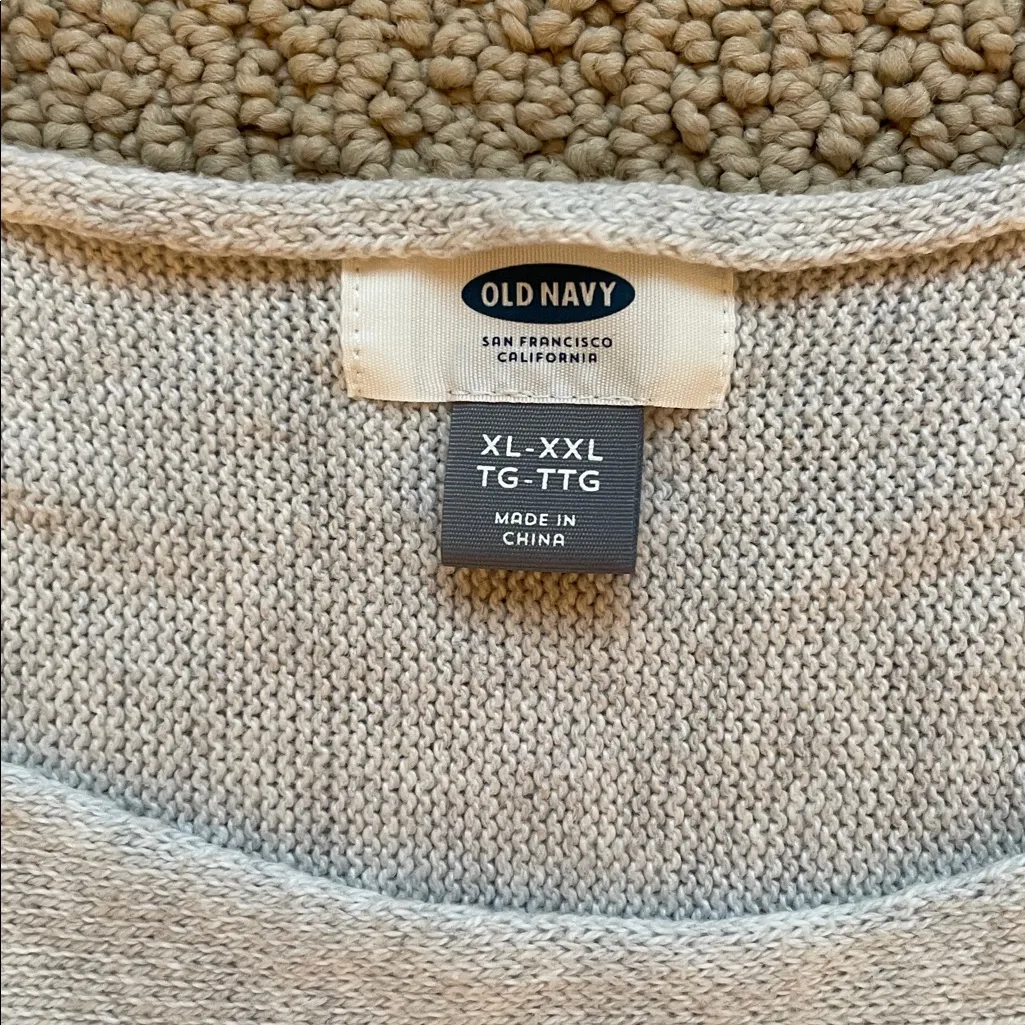 OLD NAVY
SAN FRANCISCO
CALIFORNIA
XL-XXL
TG-TTG
MADE IN
CHINA